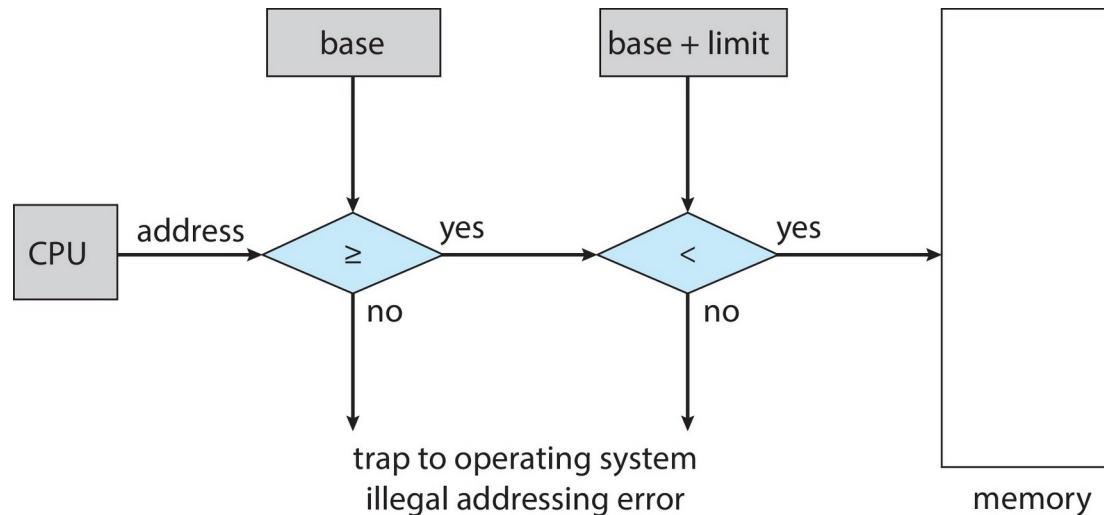 base
base + limit
CPU
address
≥
yes
<
yes
no
no
trap to operating system
illegal addressing error
memory